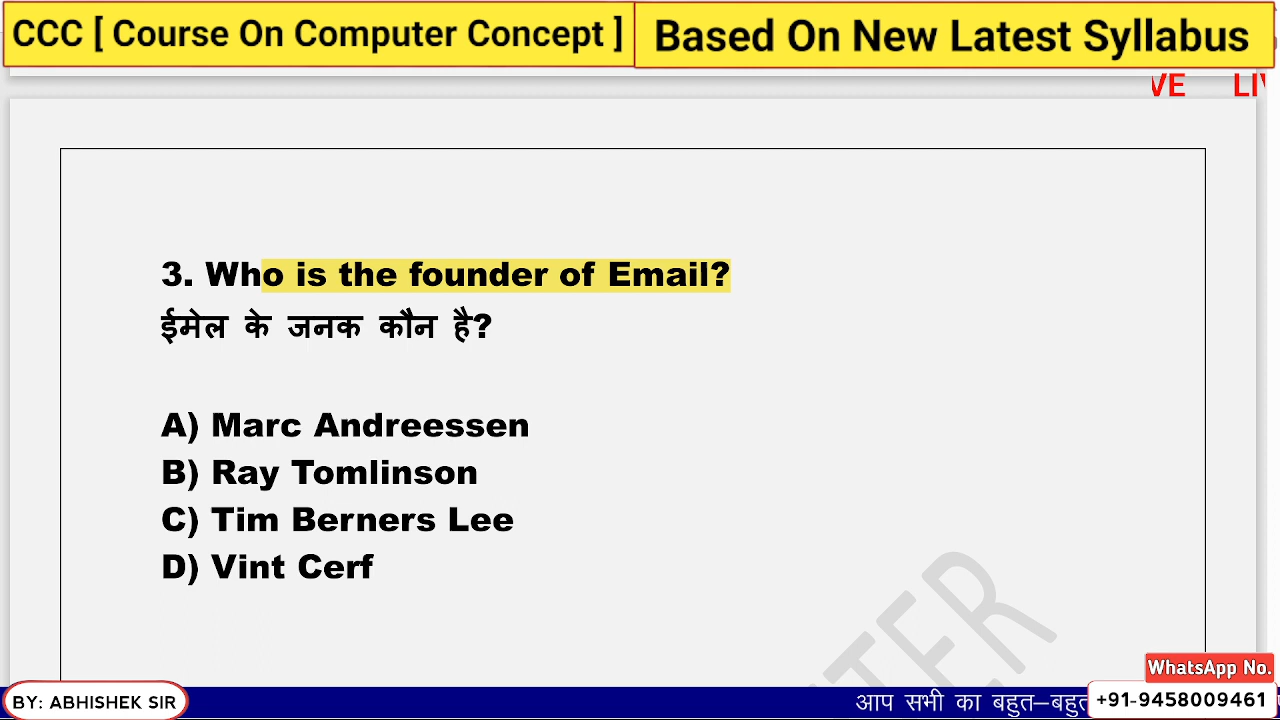 CCC [ Course On Computer Concept ] Based On New Latest Syllabus
3. Who is the founder of Email?
ईमेल के जनक कौन है?
A) Marc Andreessen
B) Ray Tomlinson
C) Tim Berners Lee
D) Vint Cerf
WhatsApp No.
BY: ABHISHEK SIR
आप सभी का बहुत–बहुत
+91-9458009461